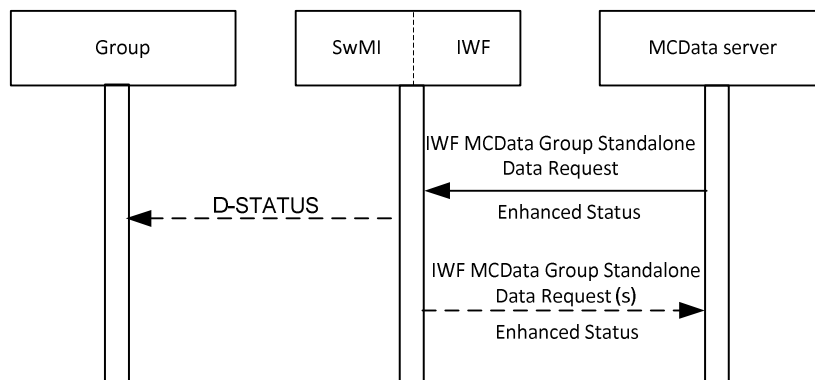 Group
SwMI
IWF
MCData server
IWF MCData Group Standalone
Data Request
Enhanced Status
D-STATUS
IWF MCData Group Standalone
Data Request(s)
Enhanced Status